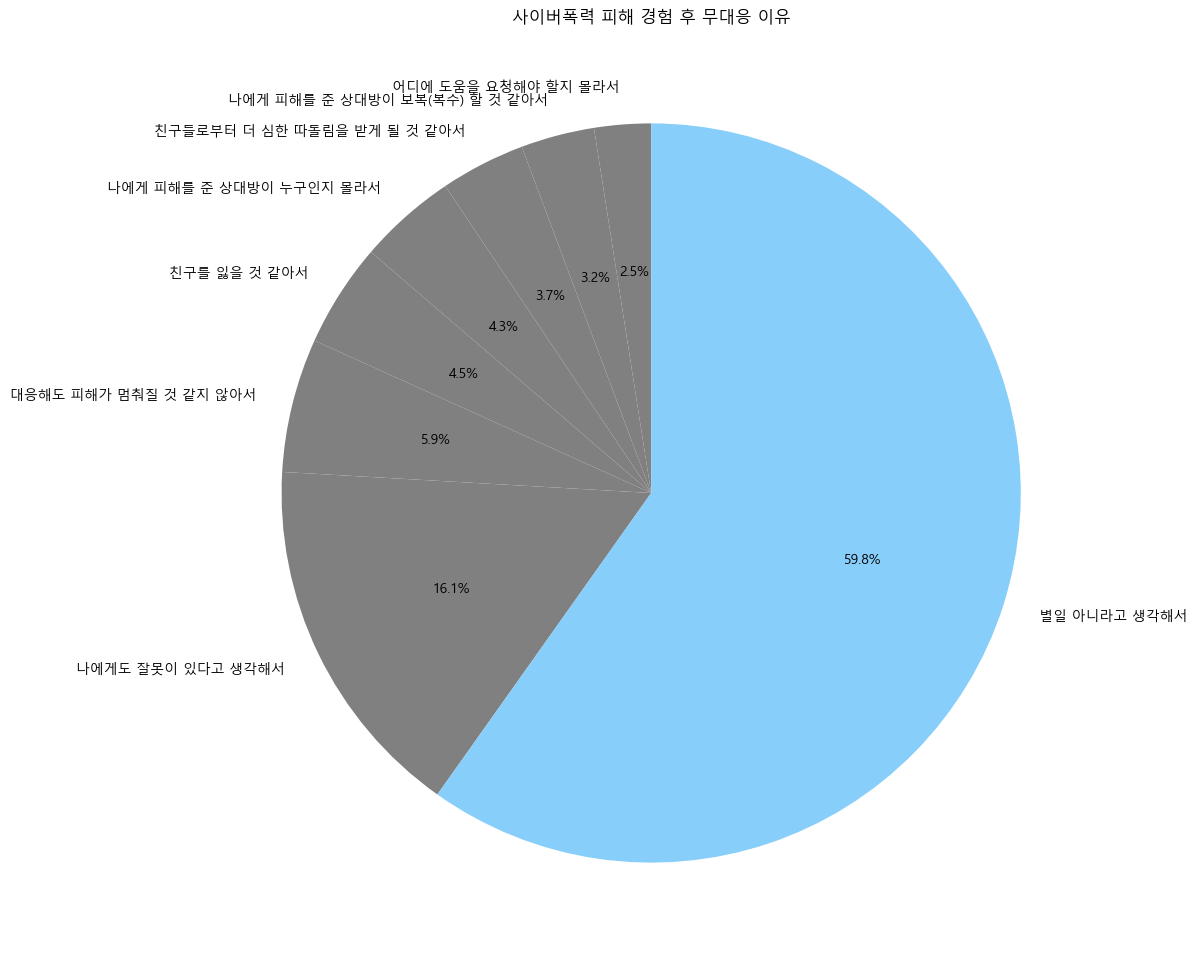 사이버폭력 피해 경험 후 무대응 이유
어디에 도움을 요청해야 할지 몰라서
나에게 피해를 준 상대방이 보복(복수) 할 것 같아서
친구들로부터 더 심한 따돌림을 받게 될 것 같아서
나에게 피해를 준 상대방이 누구인지 몰라서
친구를 잃을 것 같아서
대응해도 피해가 멈춰질 것 같지 않아서
나에게도 잘못이 있다고 생각해서
별일 아니라고 생각해서
2.5%
3.2%
3.7%
4.3%
4.5%
5.9%
16.1%
59.8%